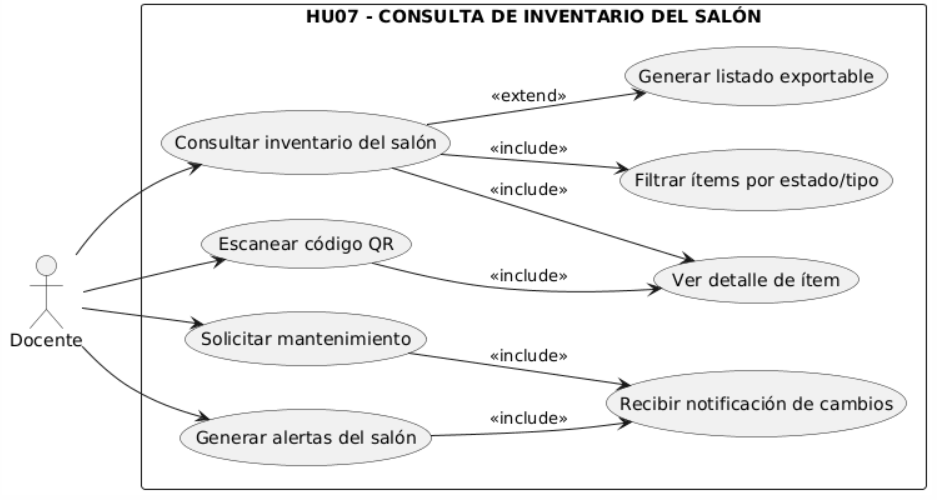 HU07 - CONSULTA DE INVENTARIO DEL SALÓN
Generar listado exportable
«extend»
Consultar inventario del salón
«include»
Filtrar ítems por estado/tipo
«include»
Escanear código QR
«include»
Ver detalle de ítem
Docente
Solicitar mantenimiento
«include»
Recibir notificación de cambios
«include»
Generar alertas del salón